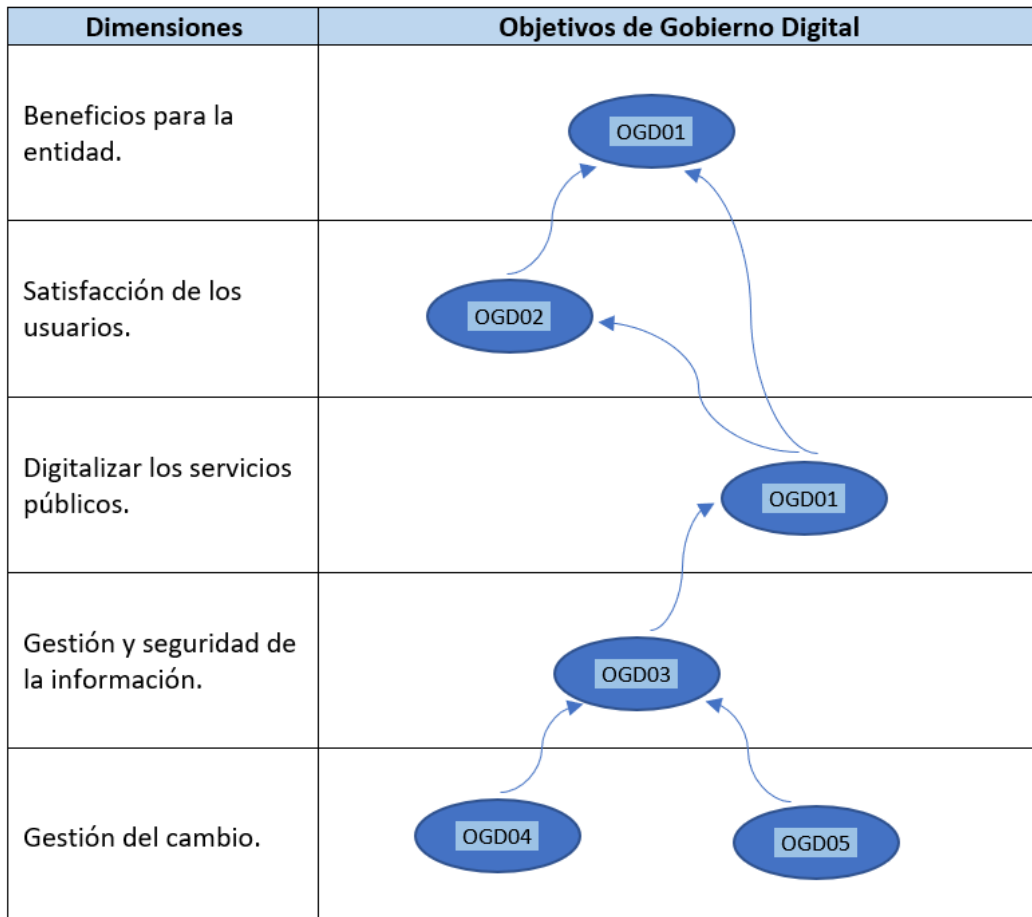 Dimensiones
Objetivos de Gobierno Digital
Beneficios para la
entidad.
OGD01
Satisfacción de los
usuarios.
OGD02
Digitalizar los servicios
públicos.
OGD01
Gestión y seguridad de
la información.
OGD03
Gestión del cambio.
OGD04
OGD05